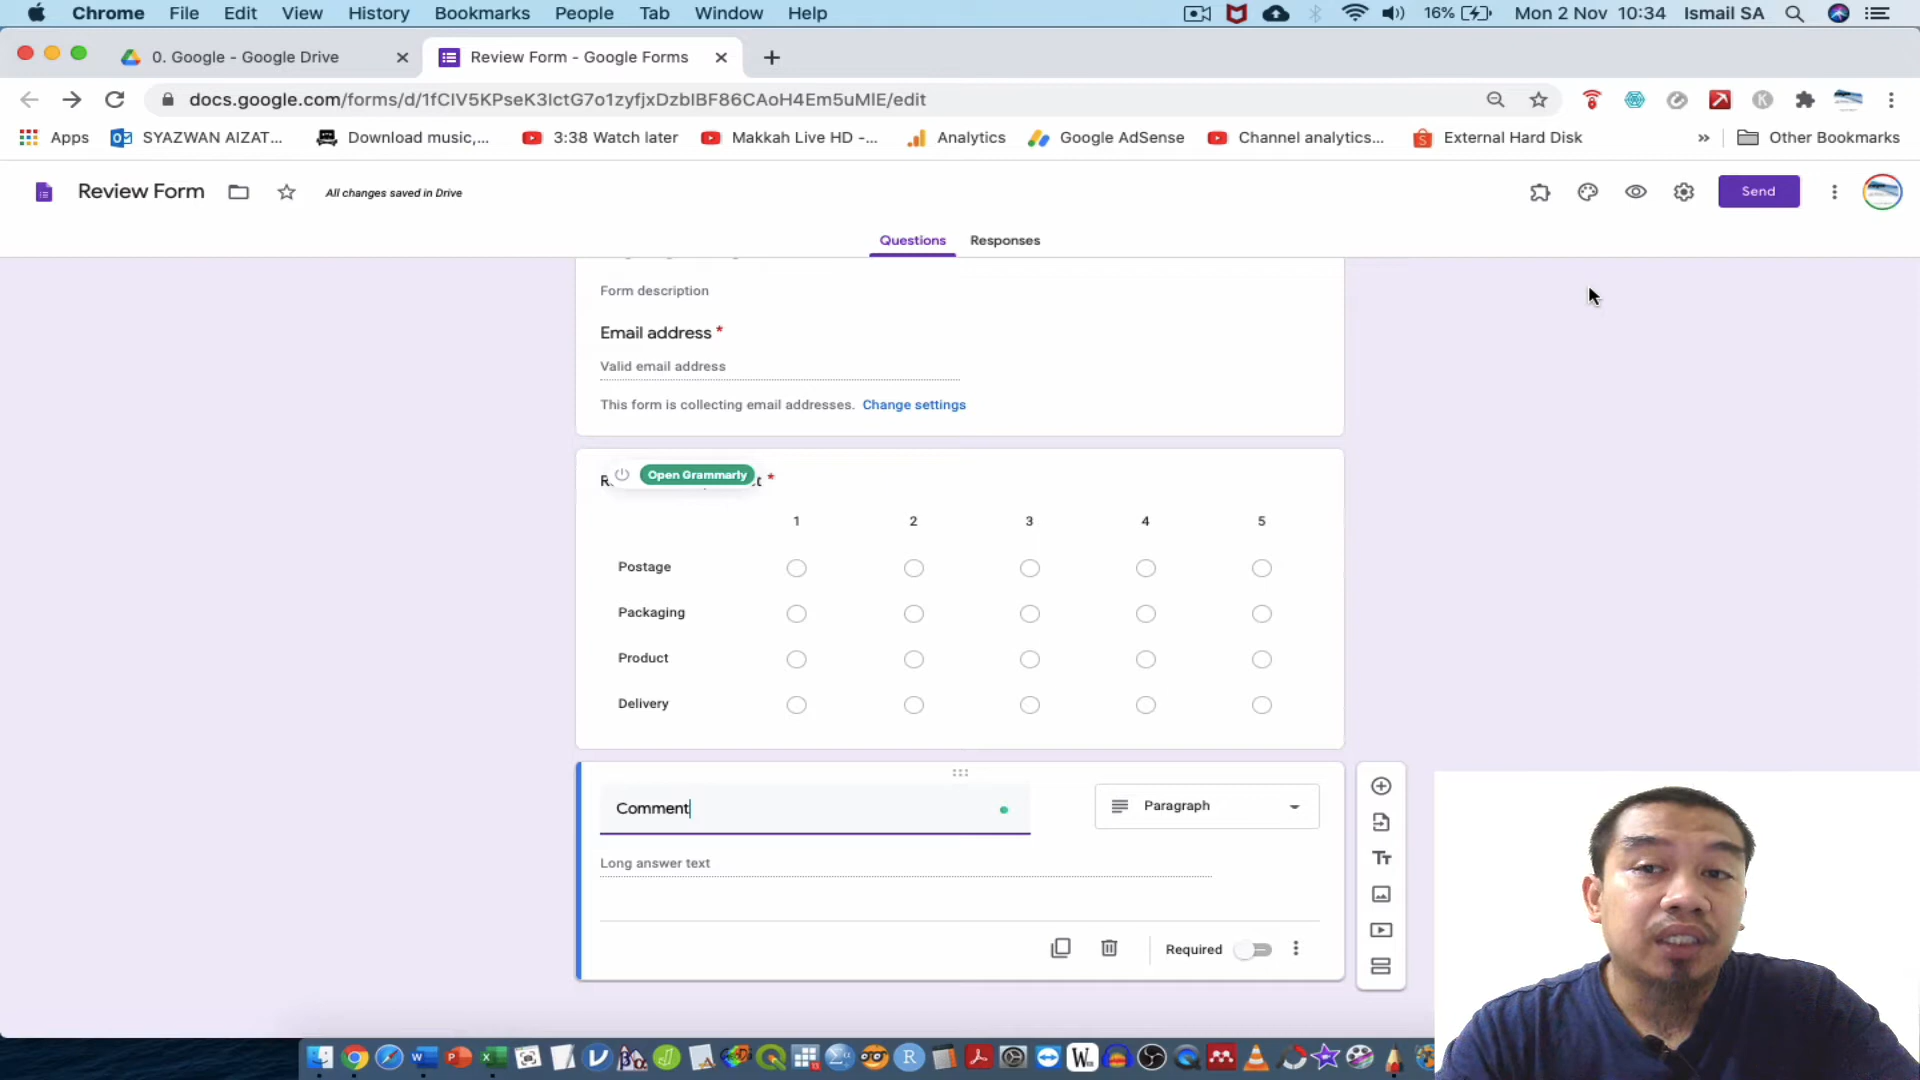 Chrome File Edit View History Bookmarks People Tab Window Help 16% Mon 2 Nov 10:34 Ismail SA
0. Google - Google Drive Review Form - Google Forms
docs.google.com/forms/d/1fClV5KPseK3lctG7o1zyfjxDzblBF86CAoH4Em5uMlE/edit
Apps SYAZWAN AIZAT... Download music,... 3:38 Watch later Makkah Live HD -... Analytics Google AdSense Channel analytics... External Hard Disk » Other Bookmarks
Review Form All changes saved in Drive Send
Questions Responses
Form description
Email address *
Valid email address
This form is collecting email addresses. Change settings
Open Grammarly *
1 2 3 4 5
Postage
Packaging
Product
Delivery
Comment Paragraph
Long answer text
Required